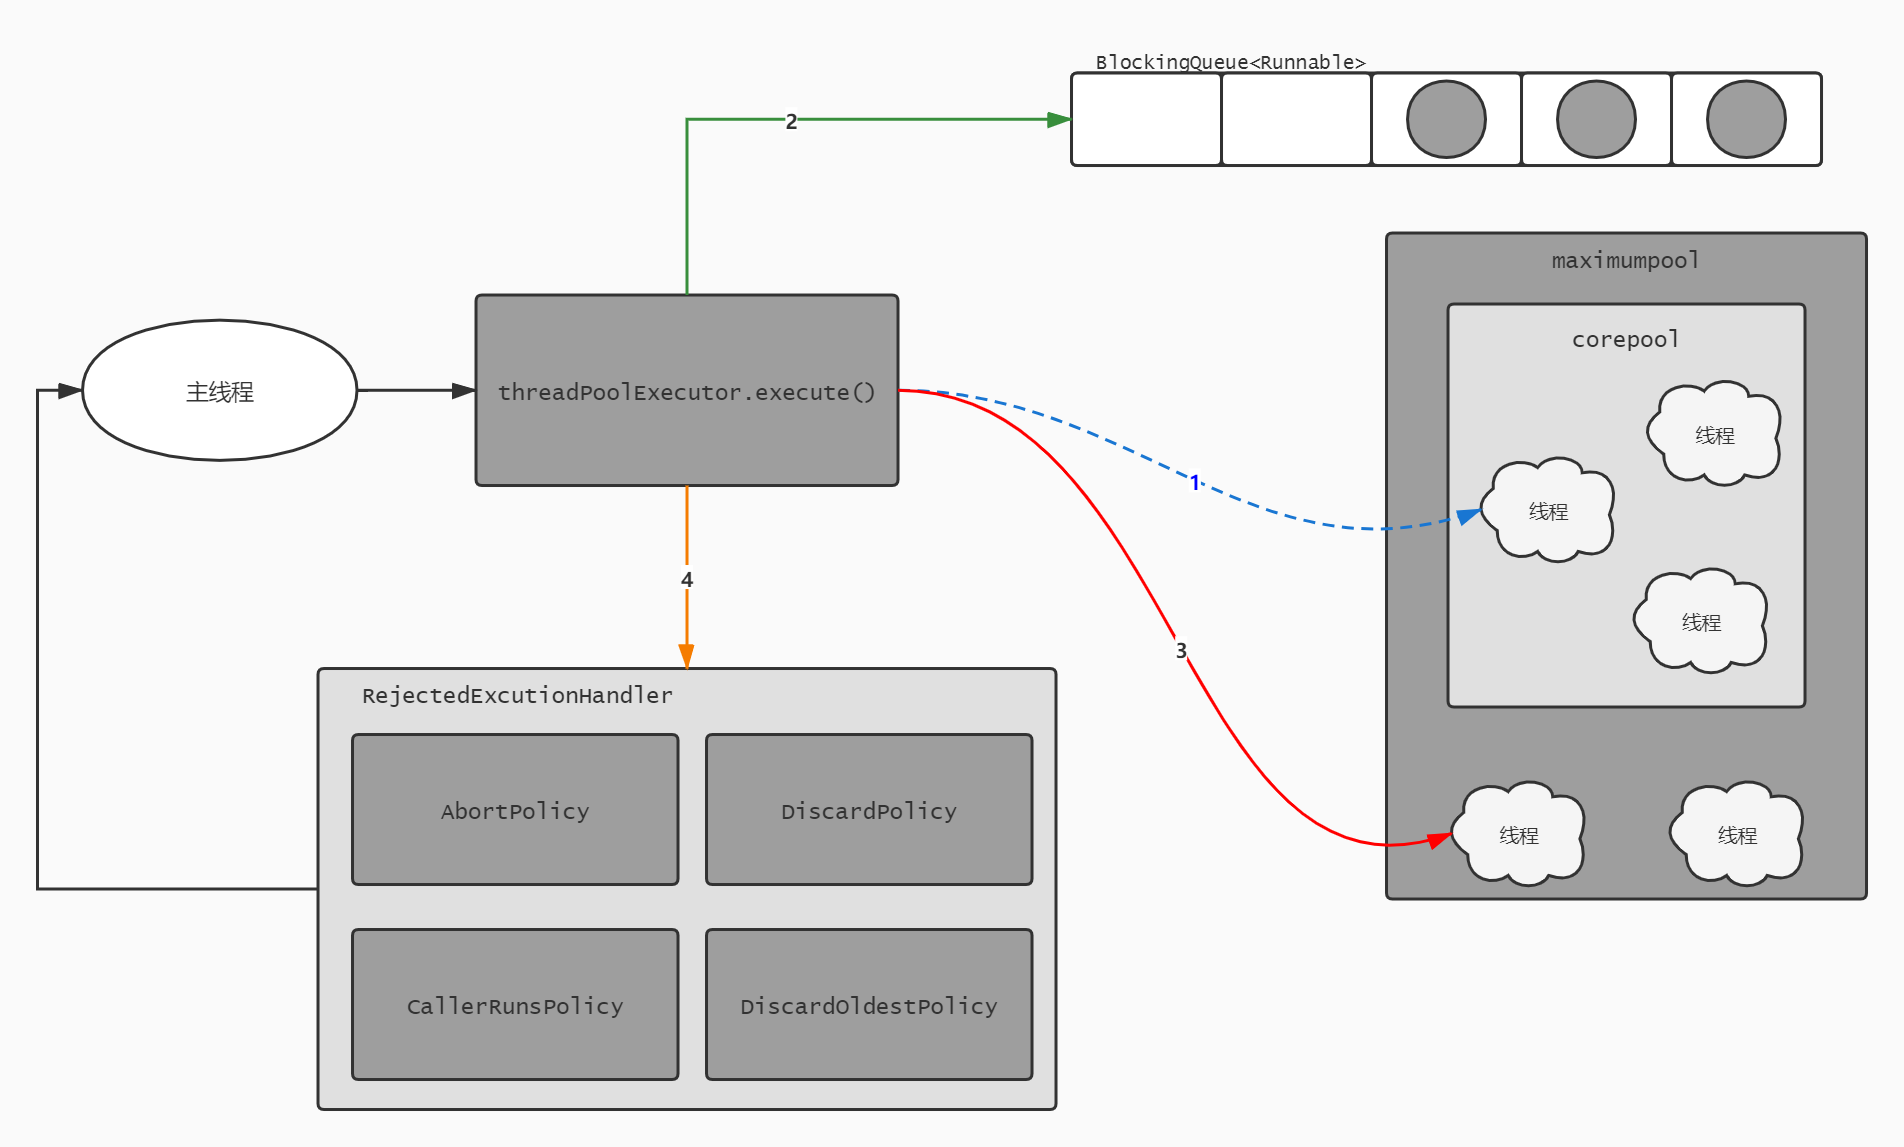 BlockingQueue<Runnable>
2
maximumpool
corepool
主线程
threadPoolExecutor.execute()
线程
1
线程
4
线程
3
RejectedExcutionHandler
AbortPolicy
DiscardPolicy
线程
线程
CallerRunsPolicy
DiscardOldestPolicy